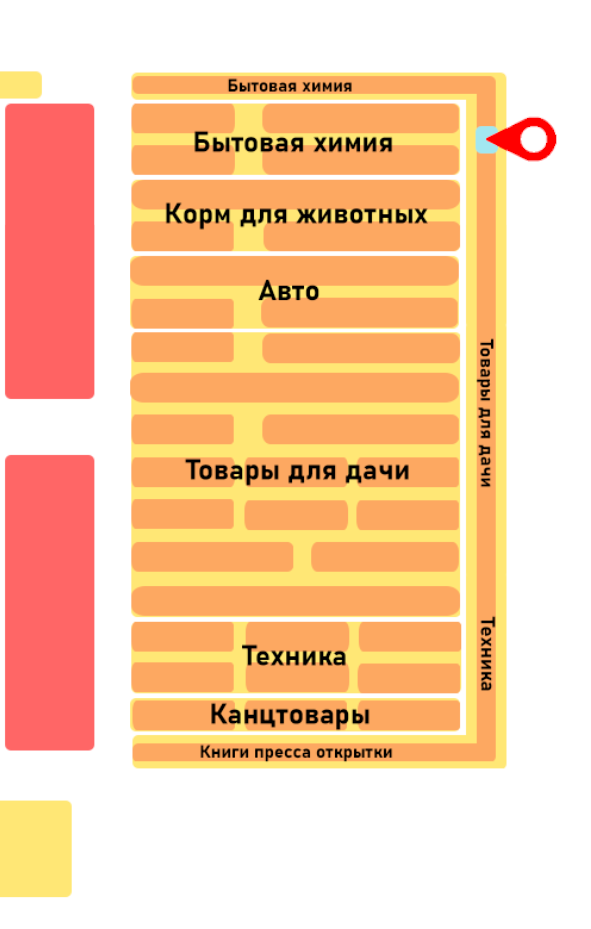 Бытовая химия
Бытовая химия
Корм для животных
Авто
Товары для дачи
Товары для дачи
Техника
Техника
Канцтовары
Книги пресса открытки